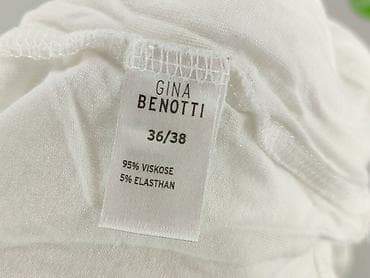 GINA
BENOTTI
36/38
95% VISKOSE
5% ELASTHAN